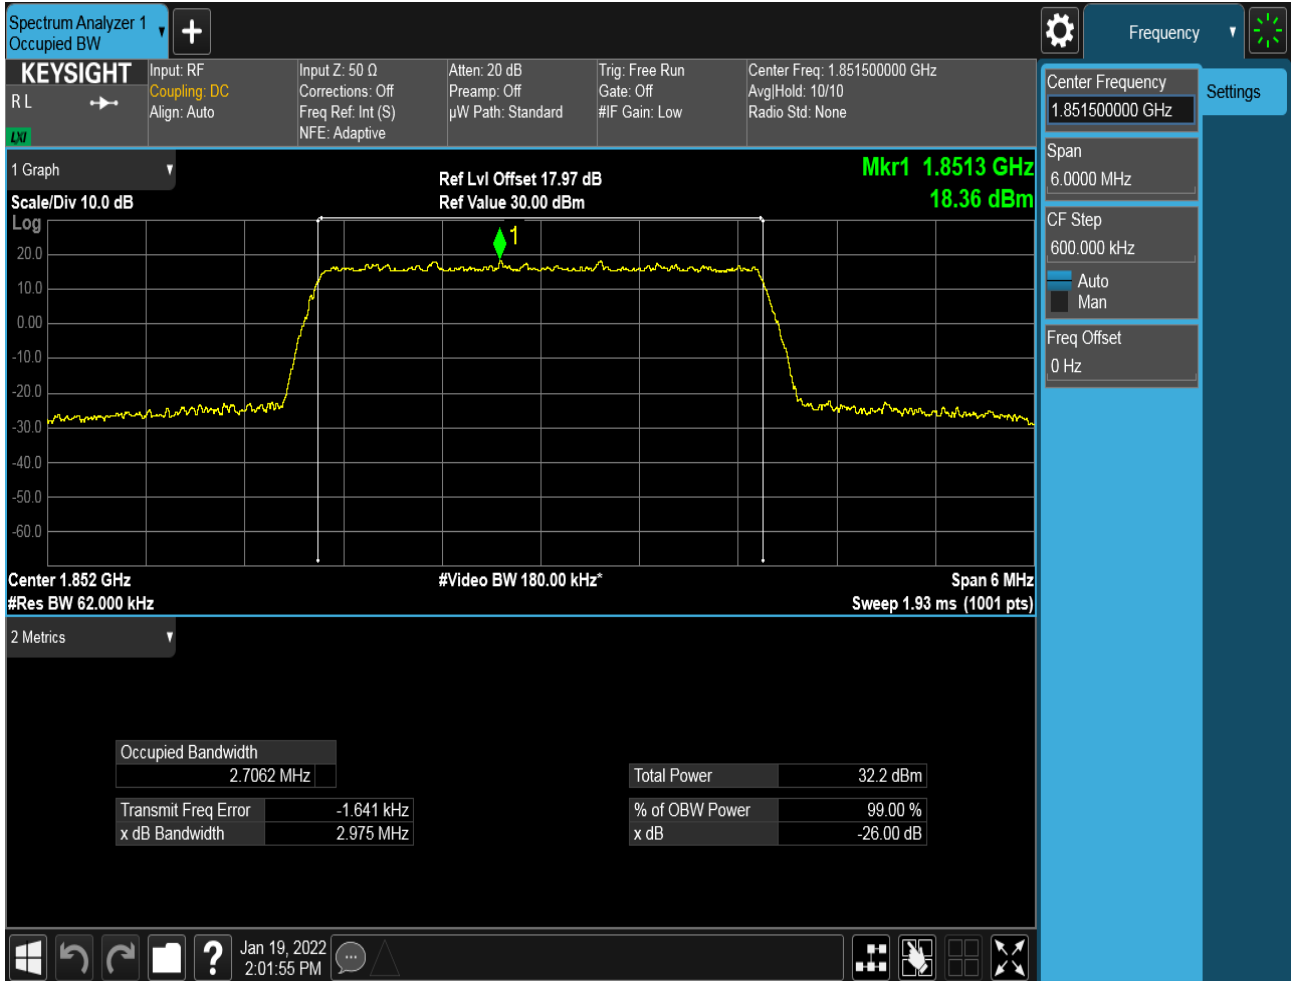 Spectrum Analyzer 1
Occupied BW
Frequency
KEYSIGHT
R L
LXI
Input: RF
Coupling: DC
Align: Auto
Input Z: 50 Ω
Corrections: Off
Freq Ref: Int (S)
NFE: Adaptive
Atten: 20 dB
Preamp: Off
µW Path: Standard
Trig: Free Run
Gate: Off
#IF Gain: Low
Center Freq: 1.851500000 GHz
Avg|Hold: 10/10
Radio Std: None
Center Frequency
1.851500000 GHz
Settings
Span
6.0000 MHz
CF Step
600.000 kHz
Auto
Man
Freq Offset
0 Hz
1 Graph
Scale/Div 10.0 dB
Ref Lvl Offset 17.97 dB
Ref Value 30.00 dBm
Mkr1 1.8513 GHz
18.36 dBm
Log
1
20.0
10.0
0.00
-10.0
-20.0
-30.0
-40.0
-50.0
-60.0
Center 1.852 GHz
#Video BW 180.00 kHz*
Span 6 MHz
#Res BW 62.000 kHz
Sweep 1.93 ms (1001 pts)
2 Metrics
Occupied Bandwidth
2.7062 MHz
Total Power 32.2 dBm
Transmit Freq Error -1.641 kHz
% of OBW Power 99.00 %
x dB Bandwidth 2.975 MHz
x dB -26.00 dB
?
Jan 19, 2022
2:01:55 PM